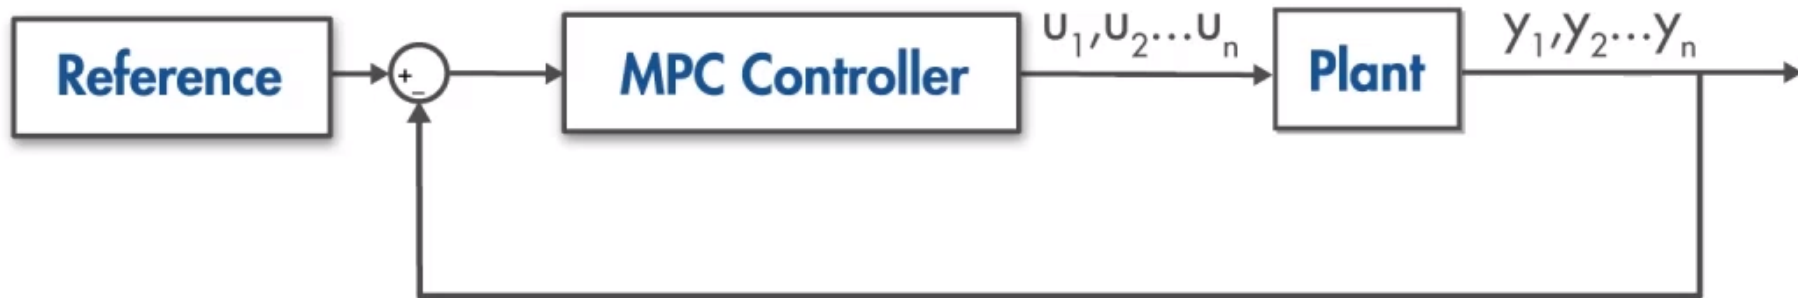 Reference
+
−
MPC Controller
u₁,u₂...uₙ
Plant
y₁,y₂...yₙ